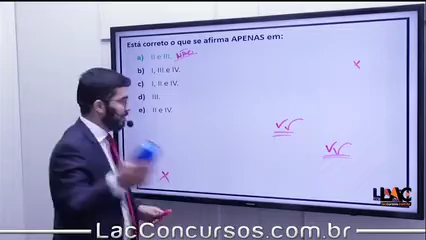 Está correto o que se afirma APENAS em:
a) II e III.
b) I, III e IV.
c) I, II e IV.
d) III.
e) II e IV.
LacConcursos.com.br